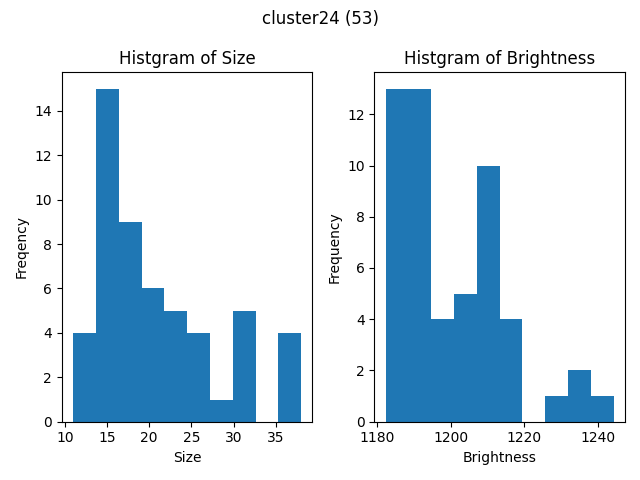 cluster24 (53)
Histgram of Size
Histgram of Brightness
Freqency
14
12
10
8
6
4
2
0
10 15 20 25 30 35
Size
Frequency
12
10
8
6
4
2
0
1180 1200 1220 1240
Brightness